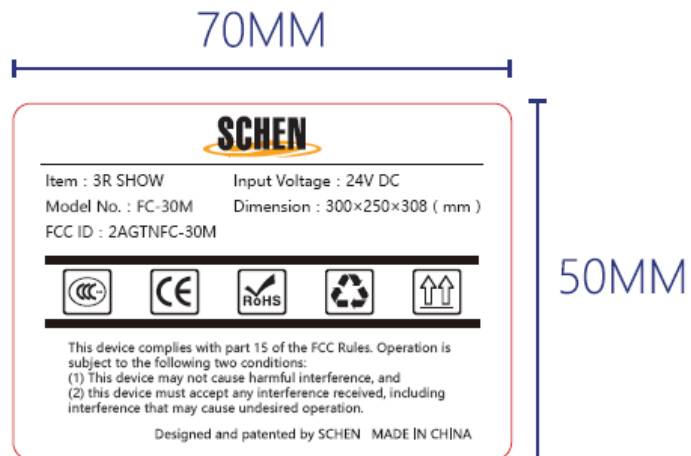 70MM
SCHEN
Item : 3R SHOW Input Voltage : 24V DC
Model No. : FC-30M Dimension : 300×250×308 ( mm )
FCC ID : 2AGTNFC-30M
CCC CE RoHS
50MM
This device complies with part 15 of the FCC Rules. Operation is
subject to the following two conditions:
(1) This device may not cause harmful interference, and
(2) this device must accept any interference received, including
interference that may cause undesired operation.
Designed and patented by SCHEN MADE IN CHINA